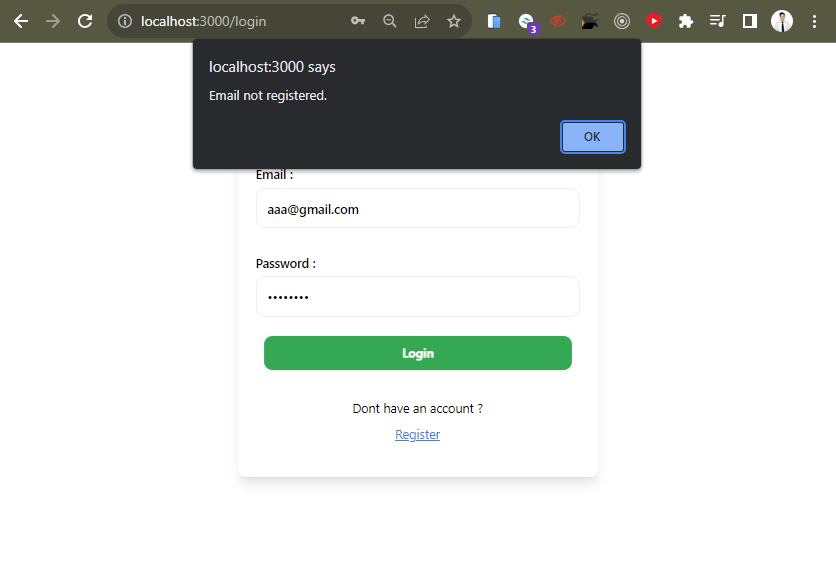 localhost:3000/login
3
localhost:3000 says
Email not registered.
OK
Email :
aaa@gmail.com
Password :
••••••••
Login
Dont have an account ?
Register